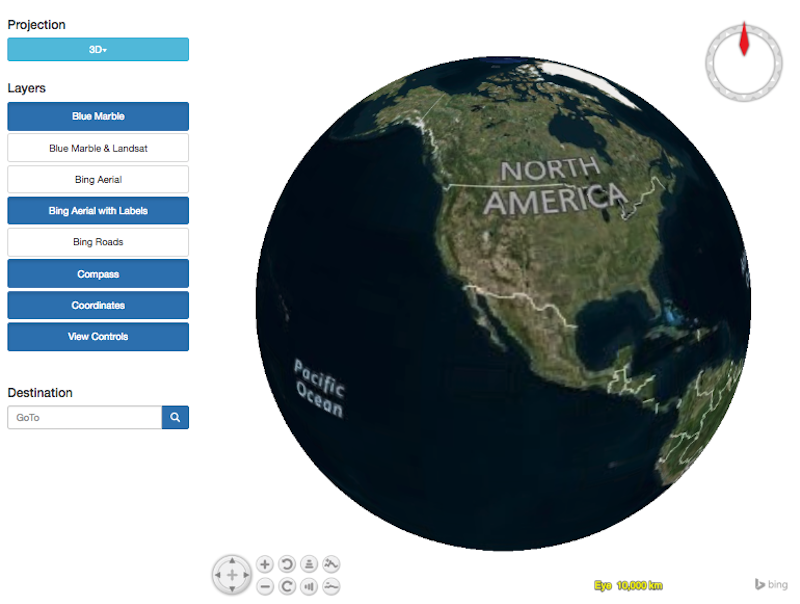 Projection
3D
Layers
Blue Marble
Blue Marble & Landsat
Bing Aerial
Bing Aerial with Labels
Bing Roads
Compass
Coordinates
View Controls
Destination
GoTo
NORTH
AMERICA
Pacific
Ocean
Eye 10,000 km
bing